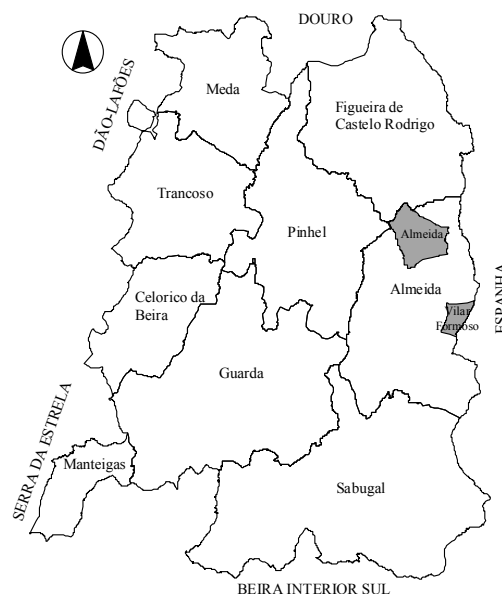 DOURO
DÃO-LAFÕES
Meda
Figueira de
Castelo Rodrigo
Trancoso
Pinhel
Almeida
Almeida
Celorico da
Beira
Vilar
Formoso
ESPANHA
Guarda
SERRA DA ESTRELA
Manteigas
Sabugal
BEIRA INTERIOR SUL